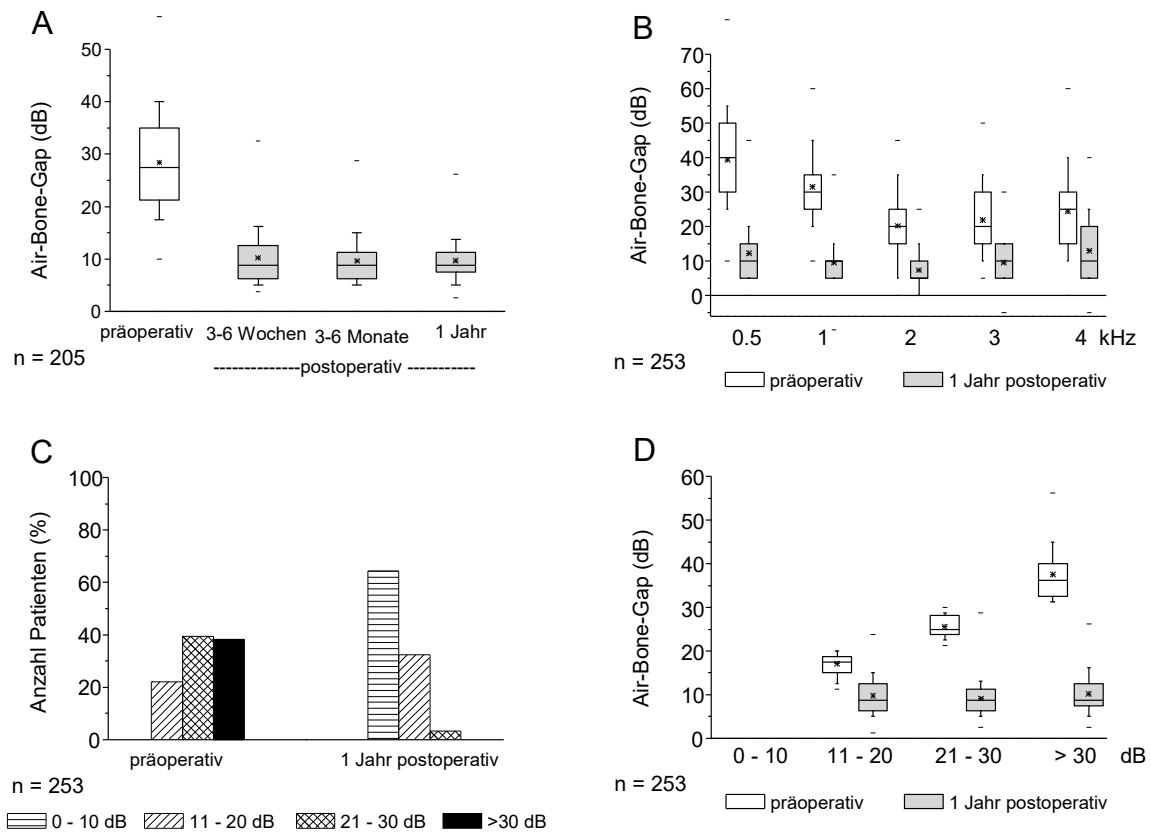 A
Air-Bone-Gap (dB)
50
40
30
20
10
0
präoperativ
3-6 Wochen
3-6 Monate
1 Jahr
n = 205
--------------postoperativ -----------
B
Air-Bone-Gap (dB)
80
70
60
50
40
30
20
10
0
0.5 1 2 3 4 kHz
n = 253
präoperativ
1 Jahr postoperativ
C
Anzahl Patienten (%)
100
80
60
40
20
0
präoperativ
1 Jahr postoperativ
n = 253
0 - 10 dB
11 - 20 dB
21 - 30 dB
>30 dB
D
Air-Bone-Gap (dB)
60
50
40
30
20
10
0
0 - 10
11 - 20
21 - 30
> 30
dB
n = 253
präoperativ
1 Jahr postoperativ